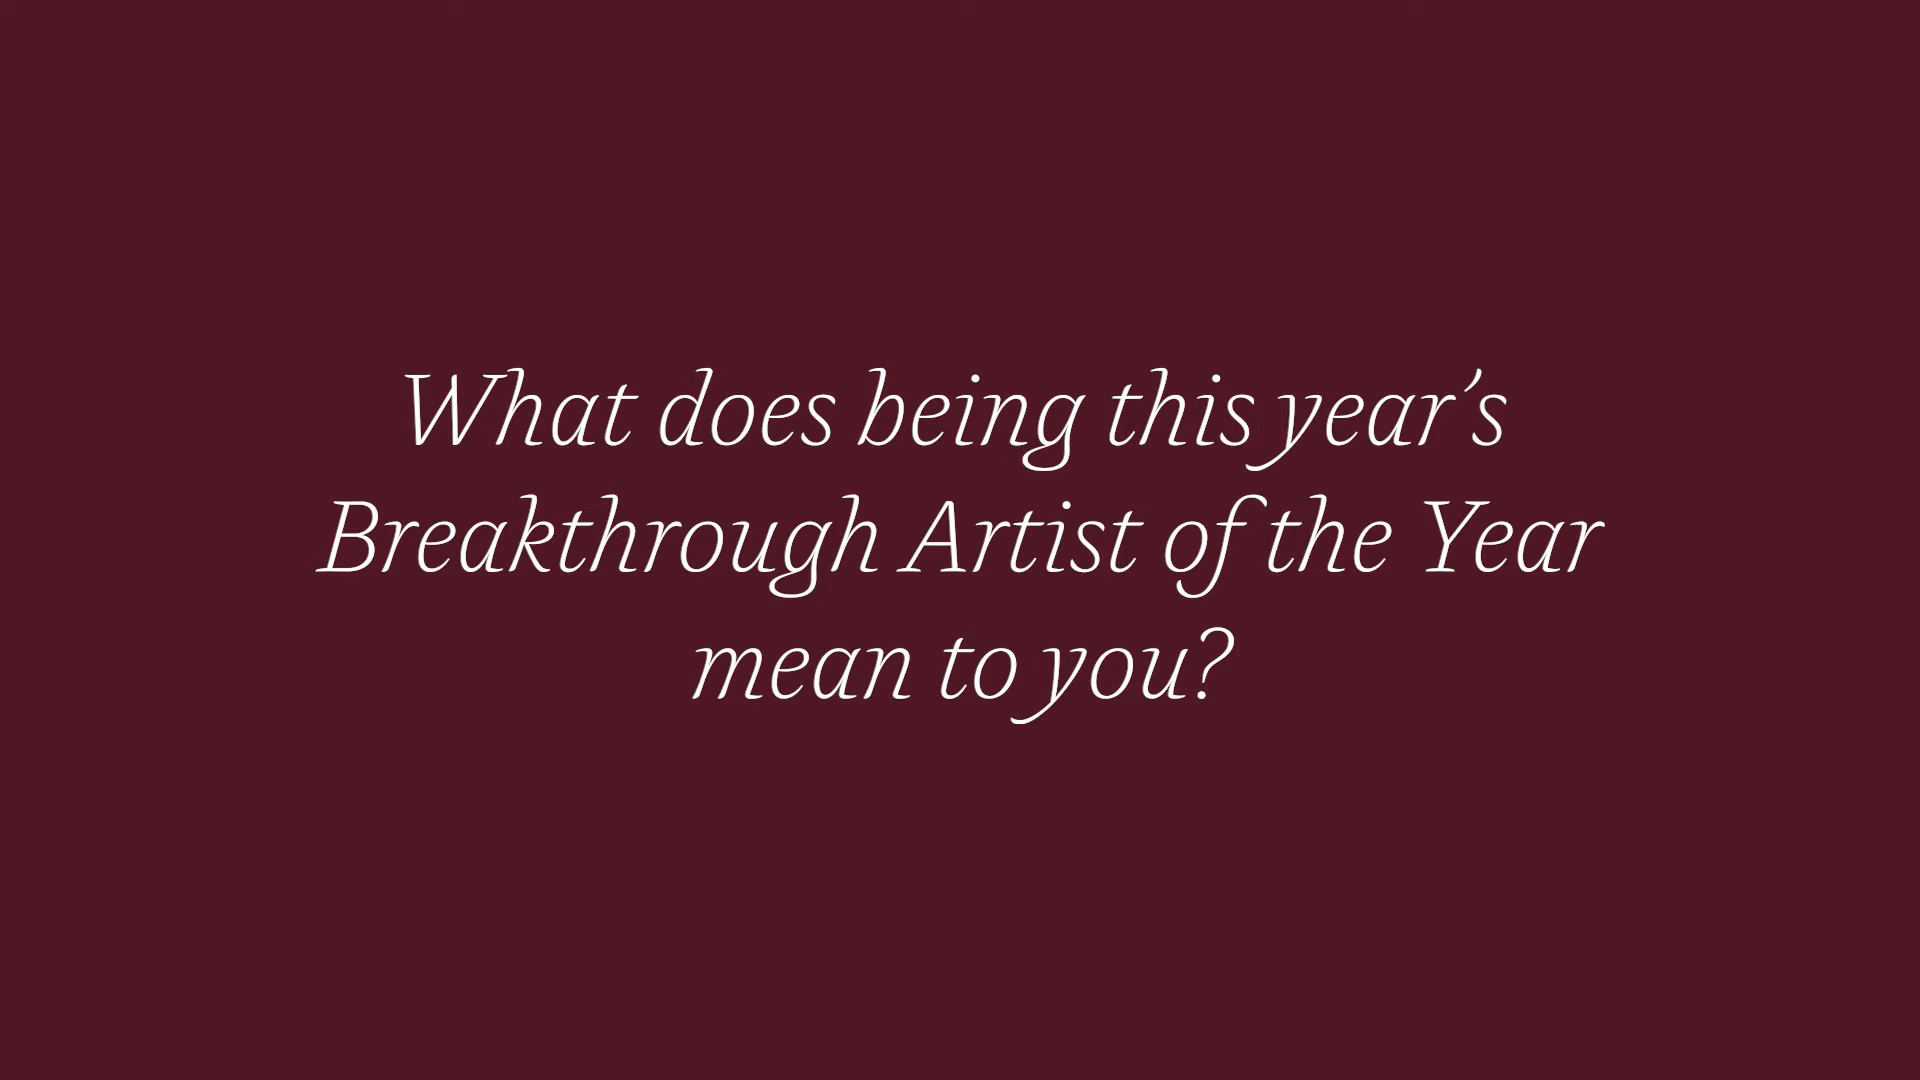 What does being this year’s
Breakthrough Artist of the Year
mean to you?